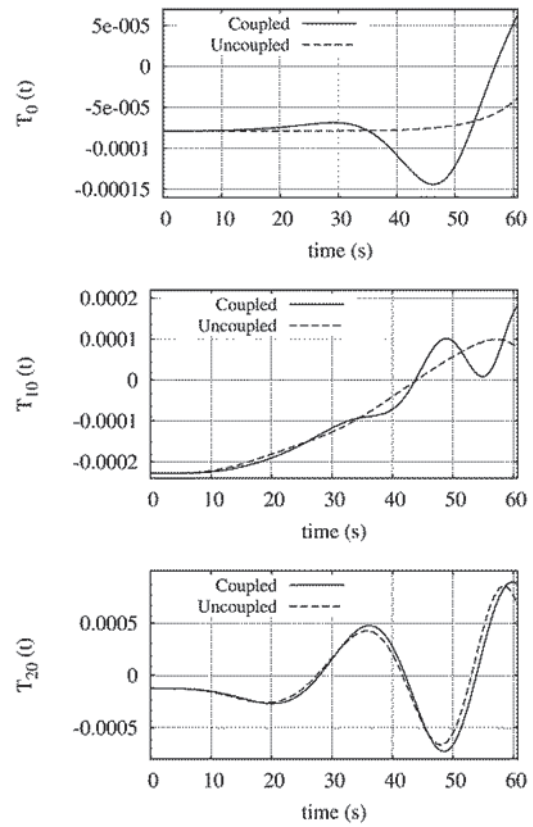 Coupled
Uncoupled
5e-005
0
-5e-005
-0.0001
-0.00015
T0 (t)
0 10 20 30 40 50 60
time (s)
Coupled
Uncoupled
0.0002
0.0001
0
-0.0001
-0.0002
T10 (t)
0 10 20 30 40 50 60
time (s)
Coupled
Uncoupled
0.0005
0
-0.0005
T20 (t)
0 10 20 30 40 50 60
time (s)